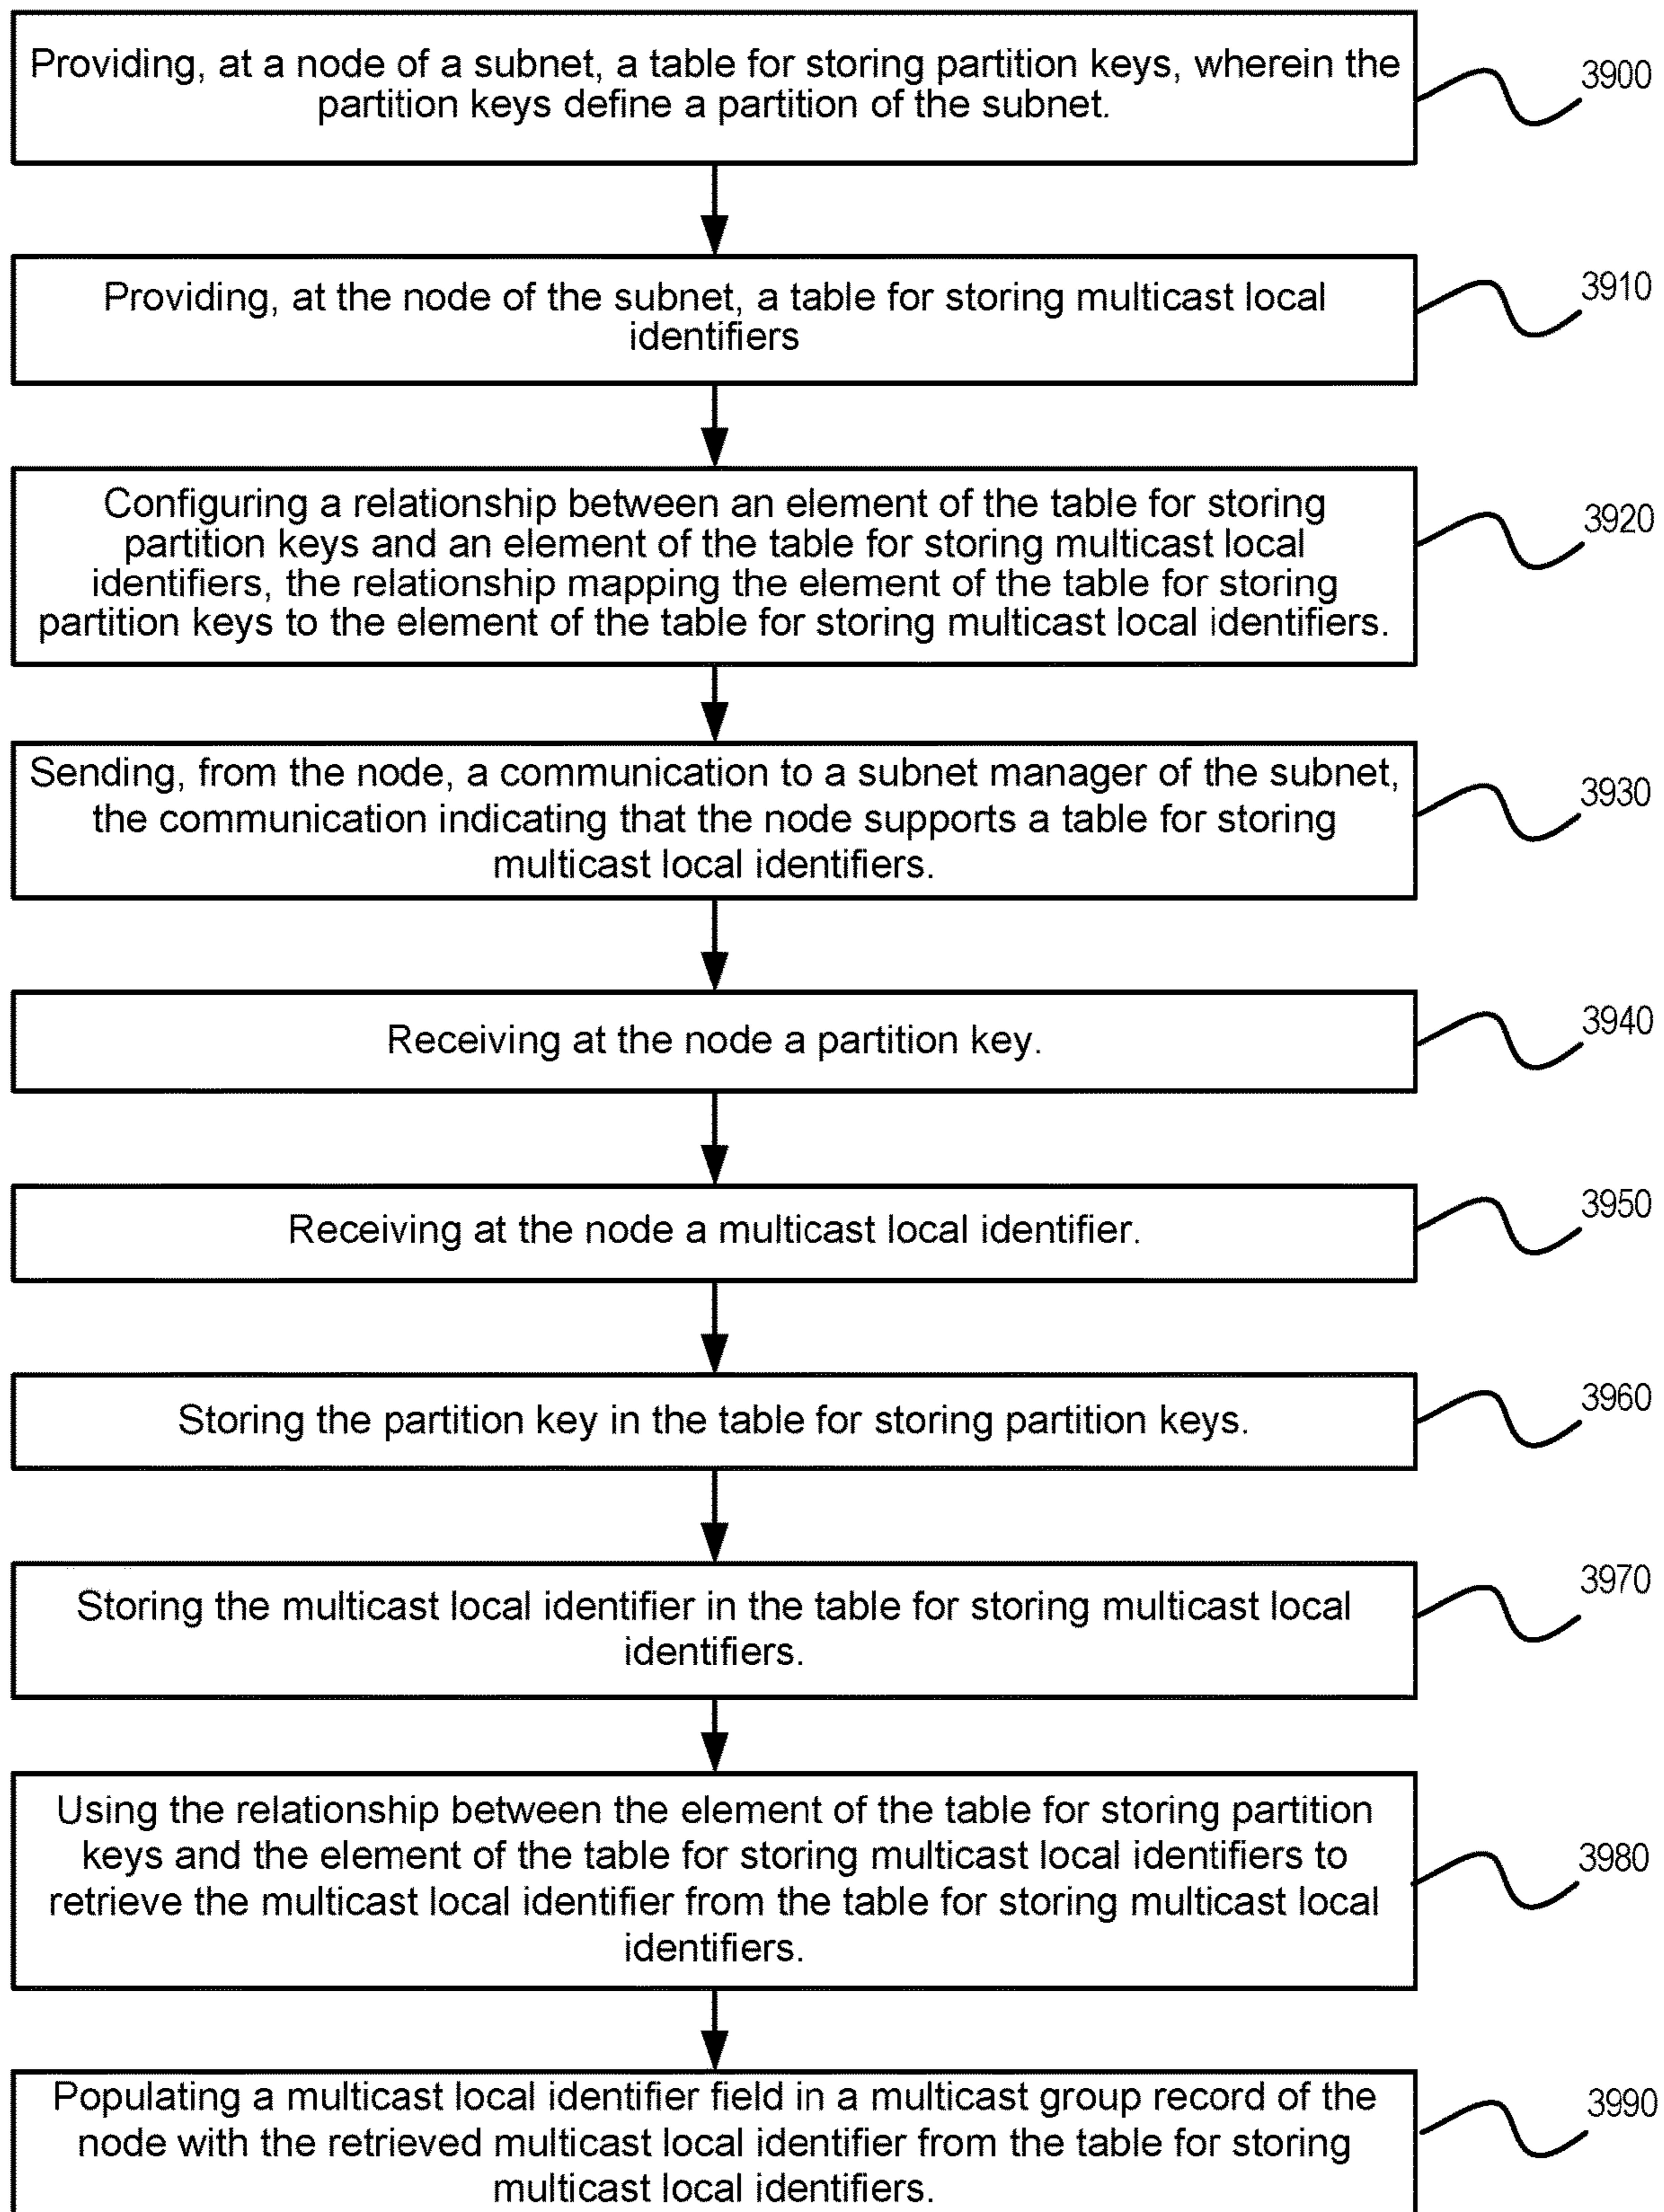 Providing, at a node of a subnet, a table for storing partition keys, wherein the
partition keys define a partition of the subnet.
3900
Providing, at the node of the subnet, a table for storing multicast local
identifiers
3910
Configuring a relationship between an element of the table for storing
partition keys and an element of the table for storing multicast local
identifiers, the relationship mapping the element of the table for storing
partition keys to the element of the table for storing multicast local identifiers.
3920
Sending, from the node, a communication to a subnet manager of the subnet,
the communication indicating that the node supports a table for storing
multicast local identifiers.
3930
Receiving at the node a partition key.
3940
Receiving at the node a multicast local identifier.
3950
Storing the partition key in the table for storing partition keys.
3960
Storing the multicast local identifier in the table for storing multicast local
identifiers.
3970
Using the relationship between the element of the table for storing partition
keys and the element of the table for storing multicast local identifiers to
retrieve the multicast local identifier from the table for storing multicast local
identifiers.
3980
Populating a multicast local identifier field in a multicast group record of the
node with the retrieved multicast local identifier from the table for storing
multicast local identifiers.
3990